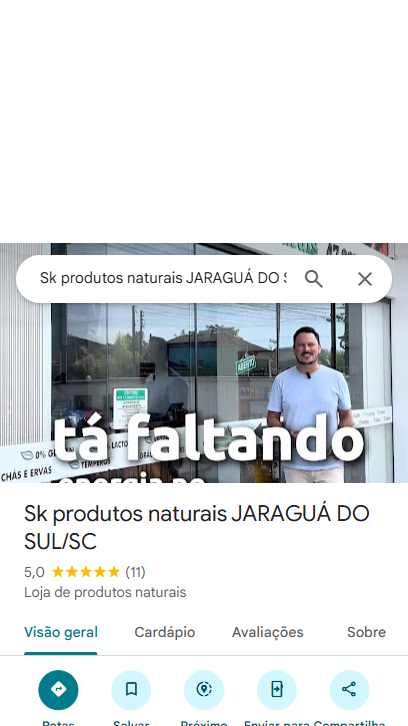 Sk produtos naturais JARAGUÁ DO S
ABERTO
tá faltando
energia no
0% GL
LACTO
CHÁS E ERVAS
TEMPEROS
Sk produtos naturais JARAGUÁ DO
SUL/SC
5,0 ★★★★★ (11)
Loja de produtos naturais
Visão geral Cardápio Avaliações Sobre
Rotas Salvar Próximo Enviar para Compartilha